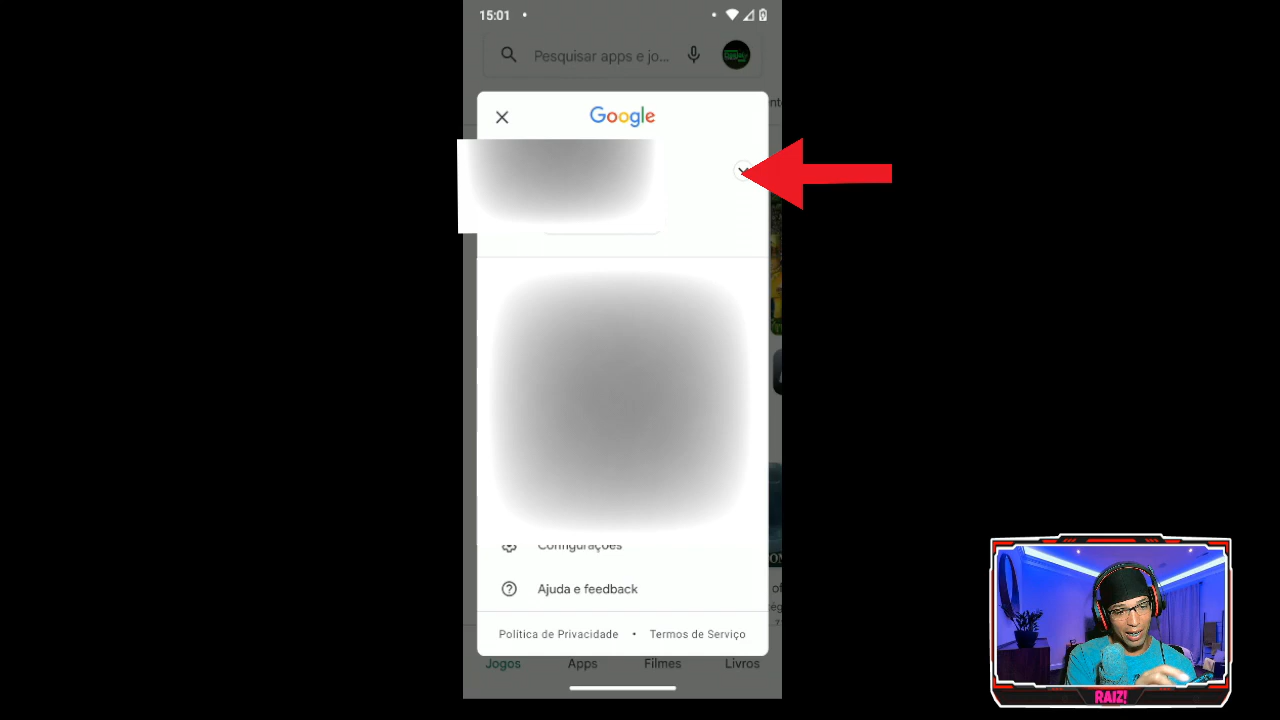 15:01
Pesquisar apps e jo...
Google
Configurações
Ajuda e feedback
Política de Privacidade • Termos de Serviço
Jogos Apps Filmes Livros
RAIZ!